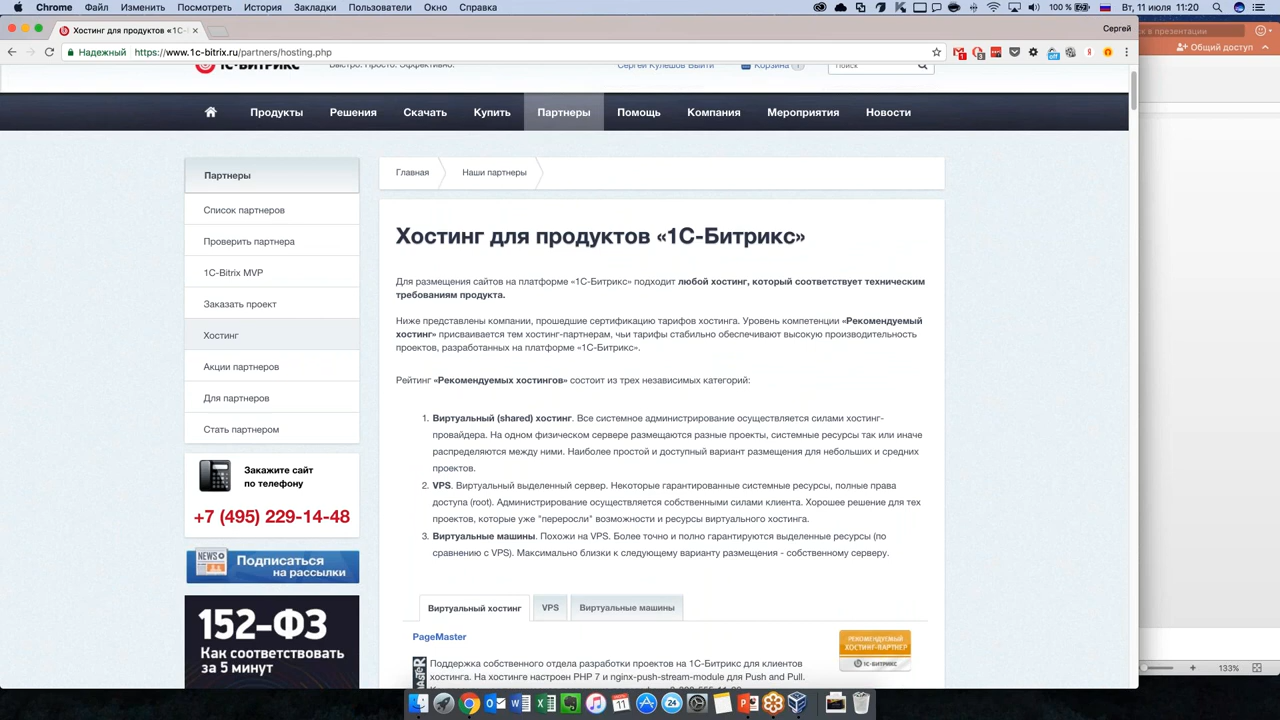 Chrome Файл Изменить Посмотреть История Закладки Пользователи Окно Справка
100 % Вт, 11 июля 11:20
Хостинг для продуктов «1С-
Сергей
к в презентации
Надежный https://www.1c-bitrix.ru/partners/hosting.php
Общий доступ
1С-БИТРИКС Быстро. Просто. Эффективно. Сергей Кулешов Выйти Корзина 1 Поиск
Продукты Решения Скачать Купить Партнеры Помощь Компания Мероприятия Новости
Партнеры
Список партнеров
Проверить партнера
1C-Bitrix MVP
Заказать проект
Хостинг
Акции партнеров
Для партнеров
Стать партнером
Закажите сайт
по телефону
+7 (495) 229-14-48
NEWS
Подписаться
на рассылки
152-ФЗ
Как соответствовать
за 5 минут
Главная Наши партнеры
Хостинг для продуктов «1С-Битрикс»
Для размещения сайтов на платформе «1С-Битрикс» подходит любой хостинг, который соответствует техническим
требованиям продукта.
Ниже представлены компании, прошедшие сертификацию тарифов хостинга. Уровень компетенции «Рекомендуемый
хостинг» присваивается тем хостинг-партнерам, чьи тарифы стабильно обеспечивают высокую производительность
проектов, разработанных на платформе «1С-Битрикс».
Рейтинг «Рекомендуемых хостингов» состоит из трех независимых категорий:
1. Виртуальный (shared) хостинг. Все системное администрирование осуществляется силами хостинг-
провайдера. На одном физическом сервере размещаются разные проекты, системные ресурсы так или иначе
распределяются между ними. Наиболее простой и доступный вариант размещения для небольших и средних
проектов.
2. VPS. Виртуальный выделенный сервер. Некоторые гарантированные системные ресурсы, полные права
доступа (root). Администрирование осуществляется собственными силами клиента. Хорошее решение для тех
проектов, которые уже "переросли" возможности и ресурсы виртуального хостинга.
3. Виртуальные машины. Похожи на VPS. Более точно и полно гарантируются выделенные ресурсы (по
сравнению с VPS). Максимально близки к следующему варианту размещения - собственному серверу.
Виртуальный хостинг VPS Виртуальные машины
PageMaster
РЕКОМЕНДУЕМЫЙ
ХОСТИНГ-ПАРТНЕР
1С-БИТРИКС
Поддержка собственного отдела разработки проектов на 1С-Битрикс для клиентов
хостинга. На хостинге настроен PHP 7 и nginx-push-stream-module для Push and Pull.
133%